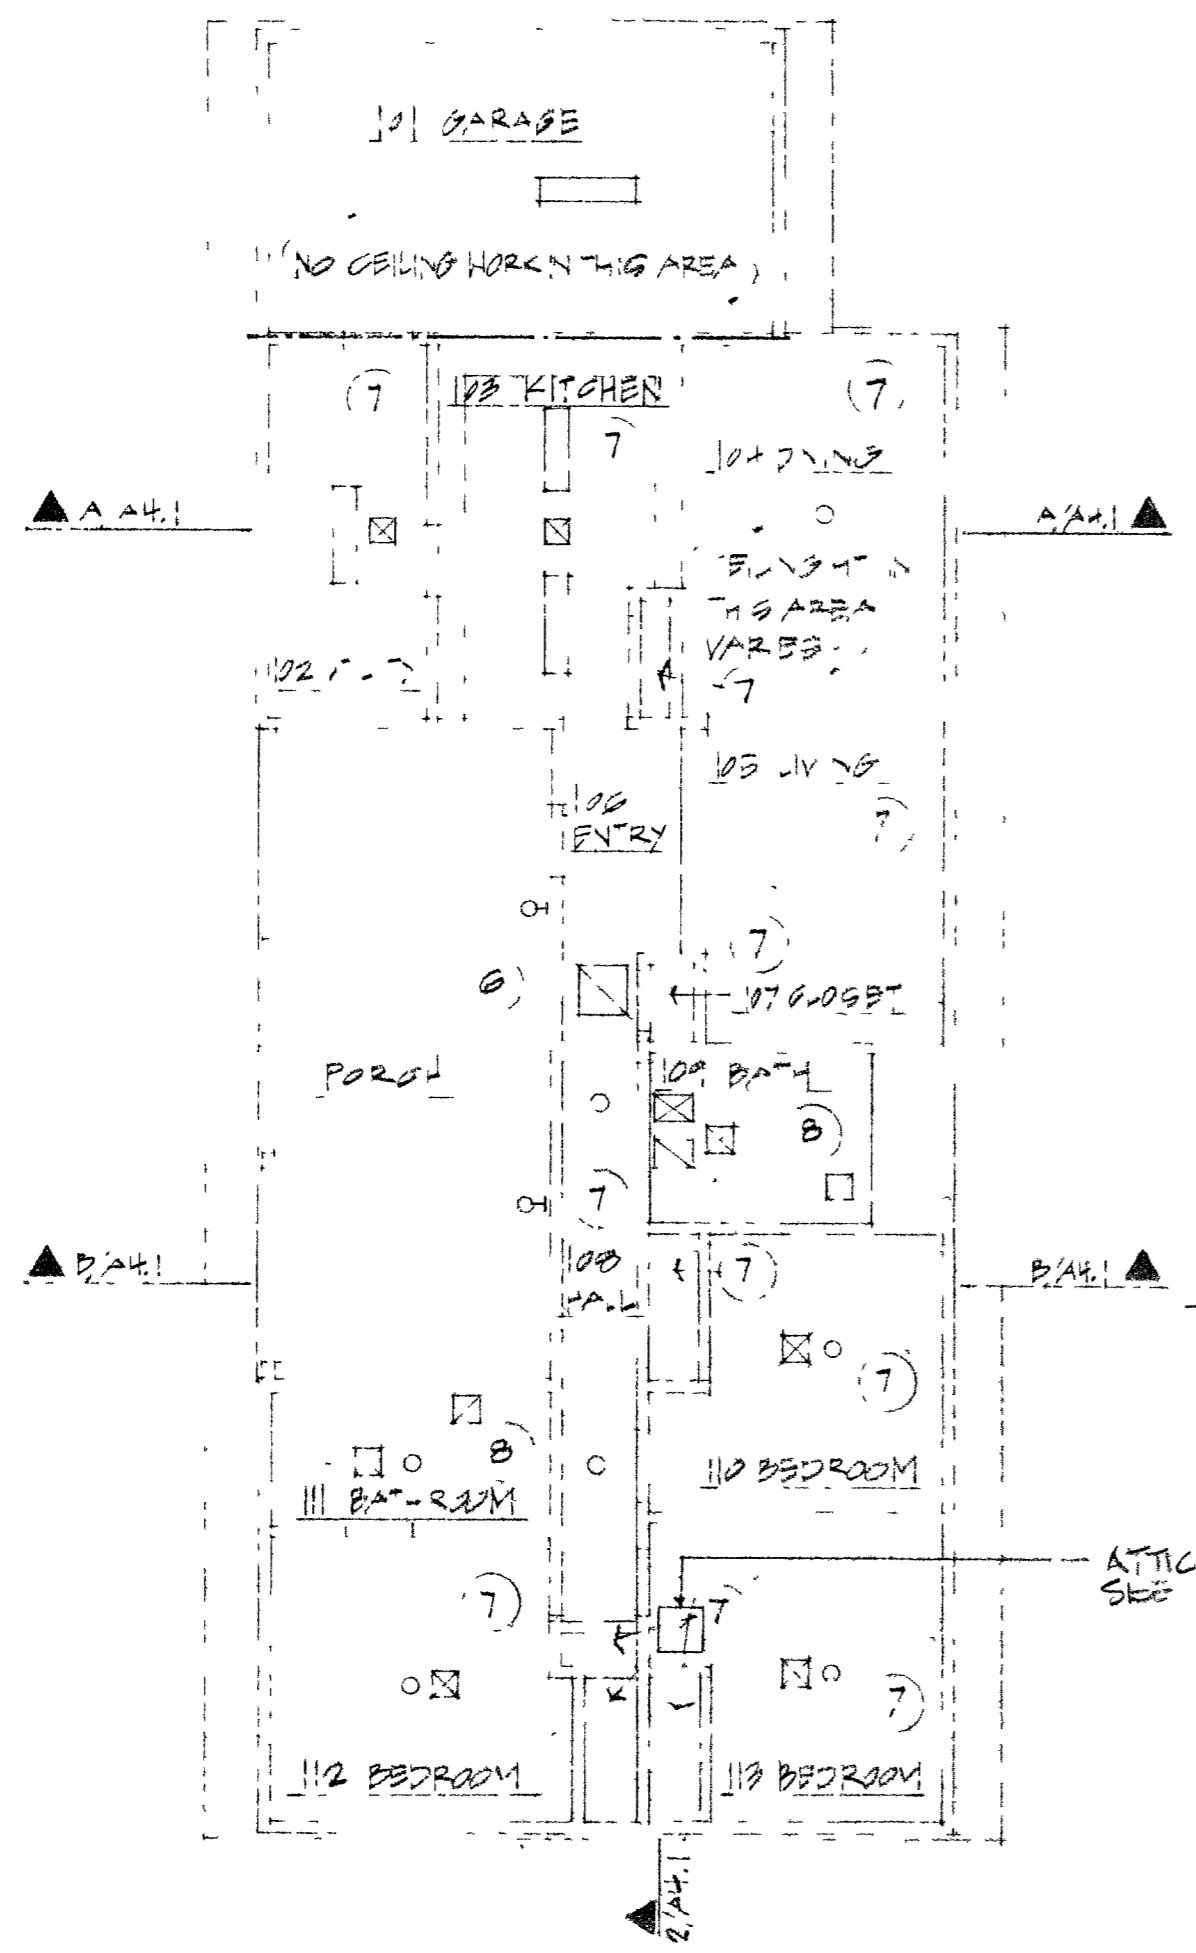 101 GARAGE
(NO CEILING WORK IN THIS AREA)
7
103 KITCHEN
7
7
104 DINING
A/A4.1
A/A4.1
THIS AREA
VARIES
7
102
105 LIVING
7
106
ENTRY
7
6
107 CLOSET
PORCH
109 BATH
8
7
B/A4.1
108
HALL
7
B/A4.1
7
8
110 BEDROOM
111 BATHROOM
ATTIC
7
7
7
112 BEDROOM
113 BEDROOM
2/A4.1